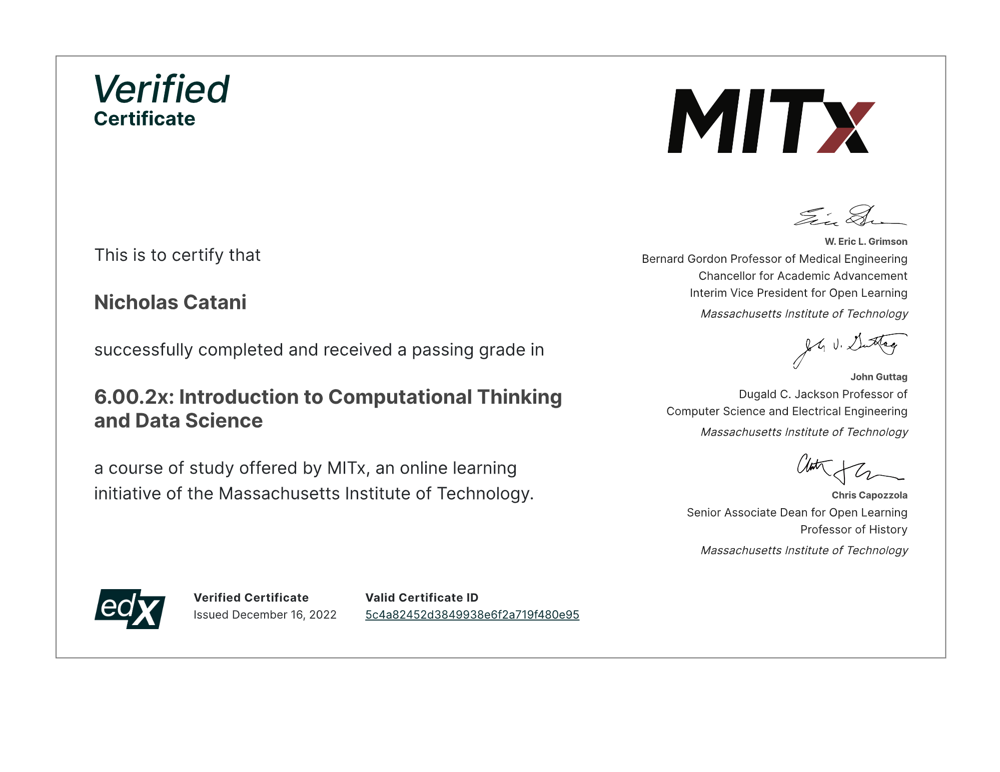 Verified
Certificate
MITx
This is to certify that
Nicholas Catani
successfully completed and received a passing grade in
6.00.2x: Introduction to Computational Thinking
and Data Science
a course of study offered by MITx, an online learning
initiative of the Massachusetts Institute of Technology.
W. Eric L. Grimson
Bernard Gordon Professor of Medical Engineering
Chancellor for Academic Advancement
Interim Vice President for Open Learning
Massachusetts Institute of Technology
John V. Guttag
John Guttag
Dugald C. Jackson Professor of
Computer Science and Electrical Engineering
Massachusetts Institute of Technology
Chris Capozzola
Senior Associate Dean for Open Learning
Professor of History
Massachusetts Institute of Technology
edX
Verified Certificate
Issued December 16, 2022
Valid Certificate ID
5c4a82452d3849938e6f2a719f480e95